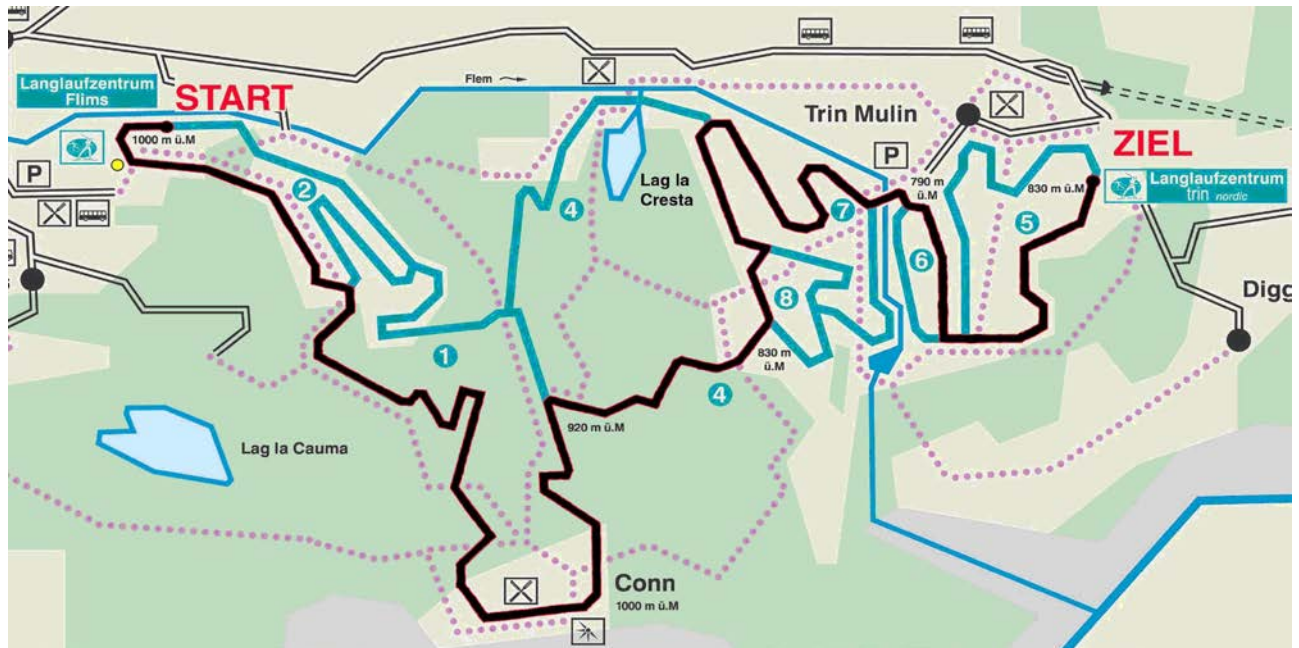 Langlaufzentrum
Flims
START
1000 m ü.M
P
2
Flem
4
Lag la
Cresta
Trin Mulin
P
7
790 m
ü.M
ZIEL
830 m ü.M
Langlaufzentrum
trin nordic
5
6
8
Digg
1
830 m
ü.M
4
920 m ü.M
Lag la Cauma
Conn
1000 m ü.M